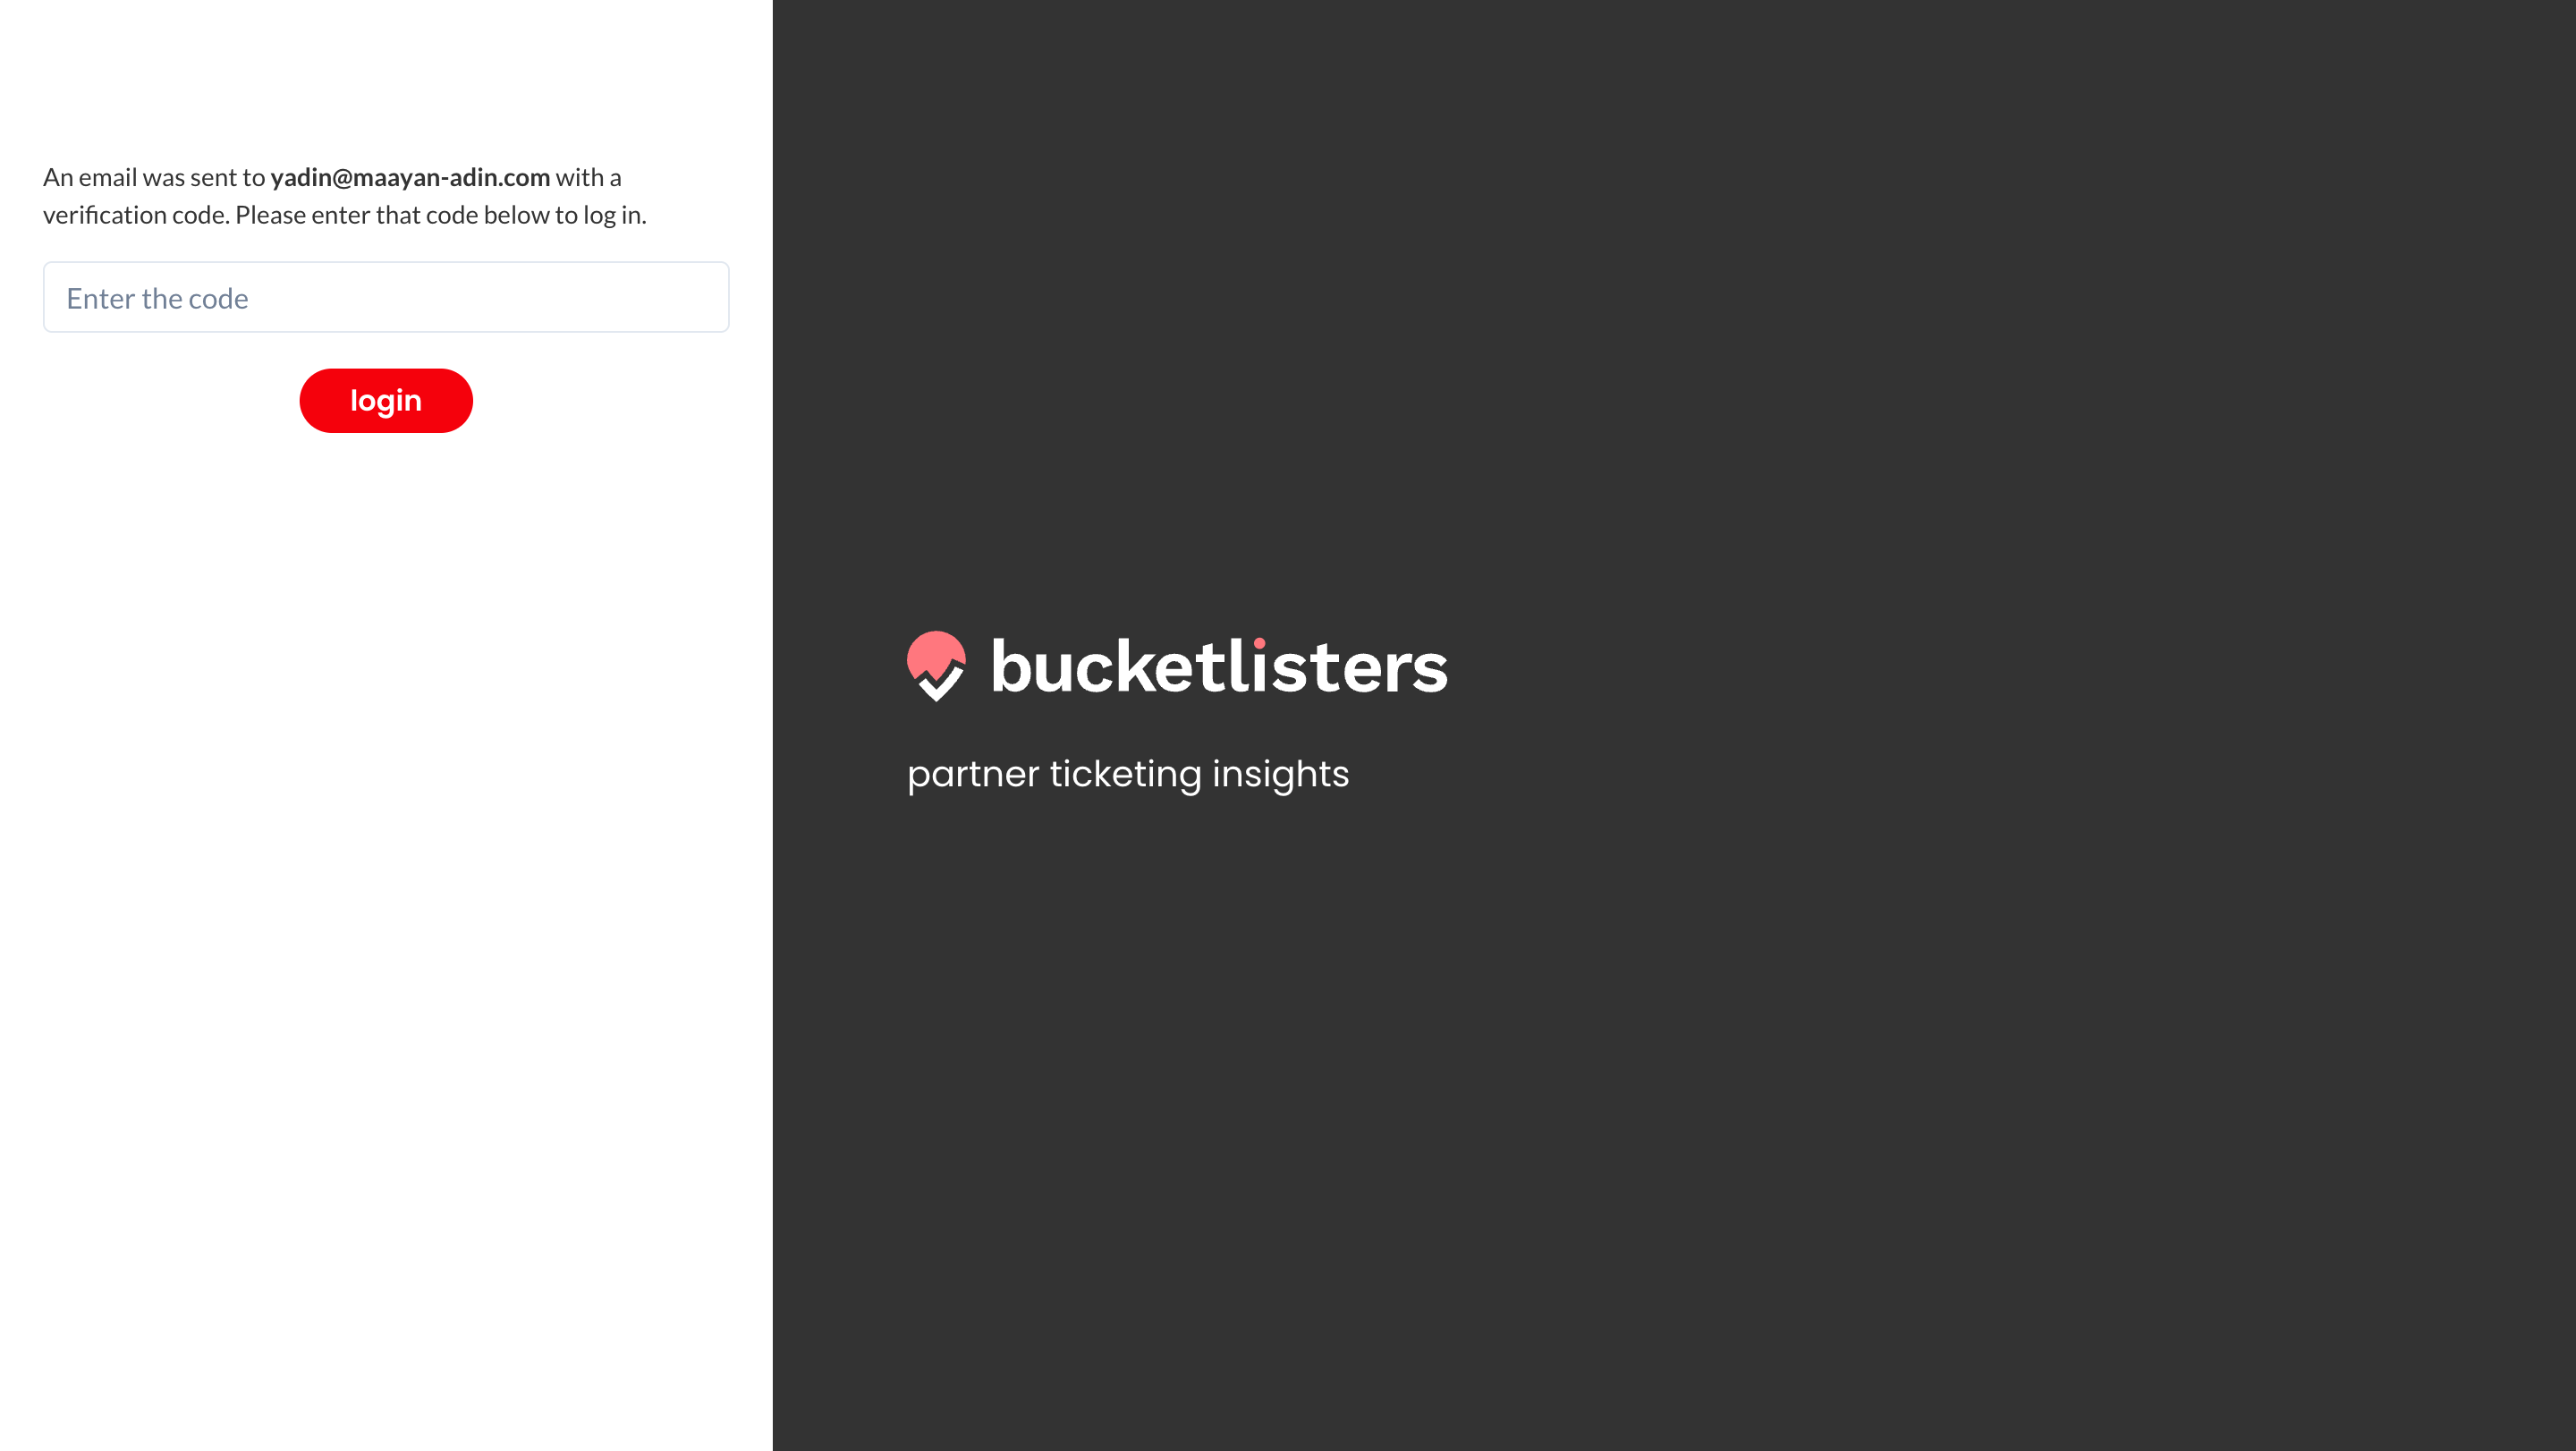 An email was sent to yadin@maayan-adin.com with a
verification code. Please enter that code below to log in.
Enter the code
login
bucketlisters
partner ticketing insights